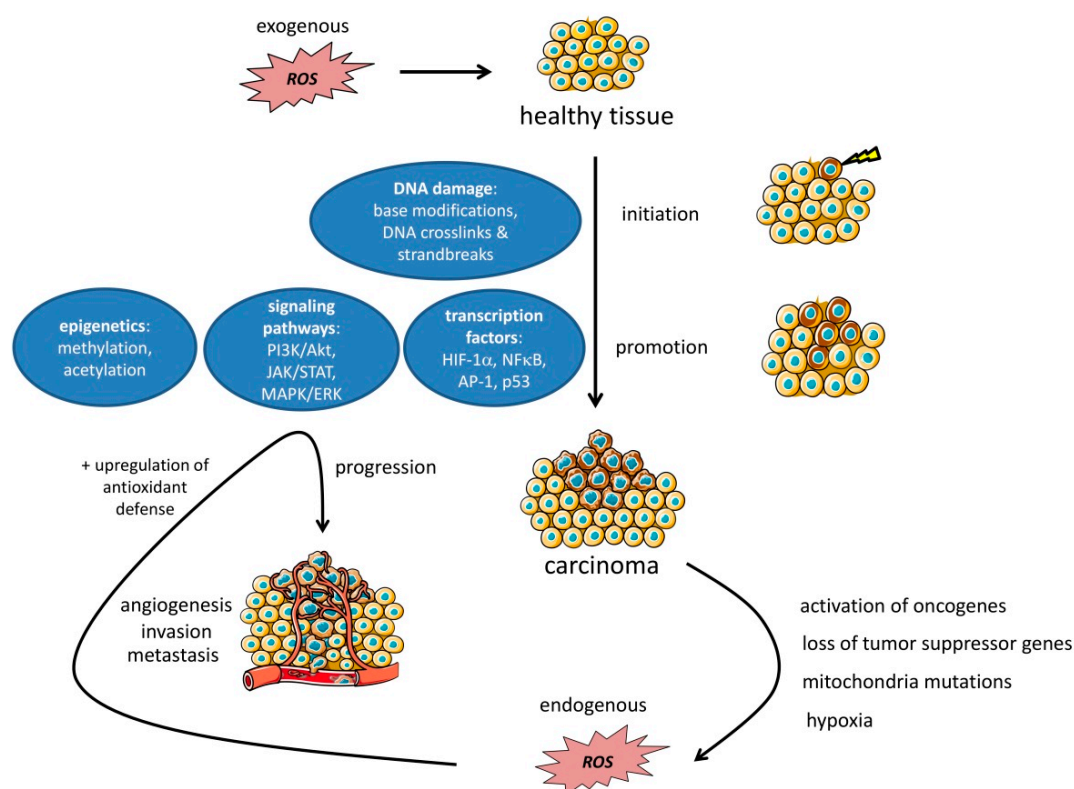 exogenous
ROS
healthy tissue
DNA damage:
base modifications,
DNA crosslinks &
strandbreaks
initiation
epigenetics:
methylation,
acetylation
signaling
pathways:
PI3K/Akt,
JAK/STAT,
MAPK/ERK
transcription
factors:
HIF-1α, NFκB,
AP-1, p53
promotion
+ upregulation of
antioxidant
defense
progression
carcinoma
angiogenesis
invasion
metastasis
activation of oncogenes
loss of tumor suppressor genes
mitochondria mutations
hypoxia
endogenous
ROS